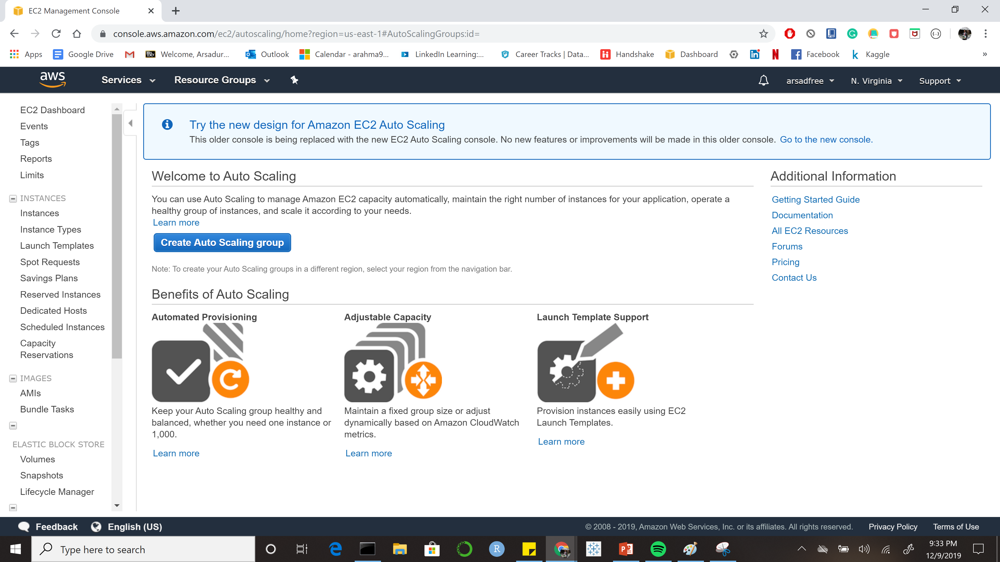 EC2 Management Console
console.aws.amazon.com/ec2/autoscaling/home?region=us-east-1#AutoScalingGroups:id=
Apps Google Drive Bb Welcome, Arsadur... Outlook Calendar - arahma9... LinkedIn Learning:... Career Tracks | Data... Handshake Dashboard in N Facebook k Kaggle »
aws Services Resource Groups arsadfree N. Virginia Support
EC2 Dashboard
Events
Tags
Reports
Limits
INSTANCES
Instances
Instance Types
Launch Templates
Spot Requests
Savings Plans
Reserved Instances
Dedicated Hosts
Scheduled Instances
Capacity
Reservations
IMAGES
AMIs
Bundle Tasks
ELASTIC BLOCK STORE
Volumes
Snapshots
Lifecycle Manager
Try the new design for Amazon EC2 Auto Scaling
This older console is being replaced with the new EC2 Auto Scaling console. No new features or improvements will be made in this older console. Go to the new console.
Welcome to Auto Scaling
You can use Auto Scaling to manage Amazon EC2 capacity automatically, maintain the right number of instances for your application, operate a
healthy group of instances, and scale it according to your needs.
Learn more
Create Auto Scaling group
Note: To create your Auto Scaling groups in a different region, select your region from the navigation bar.
Benefits of Auto Scaling
Automated Provisioning
Keep your Auto Scaling group healthy and
balanced, whether you need one instance or
1,000.
Learn more
Adjustable Capacity
Maintain a fixed group size or adjust
dynamically based on Amazon CloudWatch
metrics.
Learn more
Launch Template Support
Provision instances easily using EC2
Launch Templates.
Learn more
Additional Information
Getting Started Guide
Documentation
All EC2 Resources
Forums
Pricing
Contact Us
Feedback English (US) © 2008 - 2019, Amazon Web Services, Inc. or its affiliates. All rights reserved. Privacy Policy Terms of Use
Type here to search
R
9:33 PM
12/9/2019